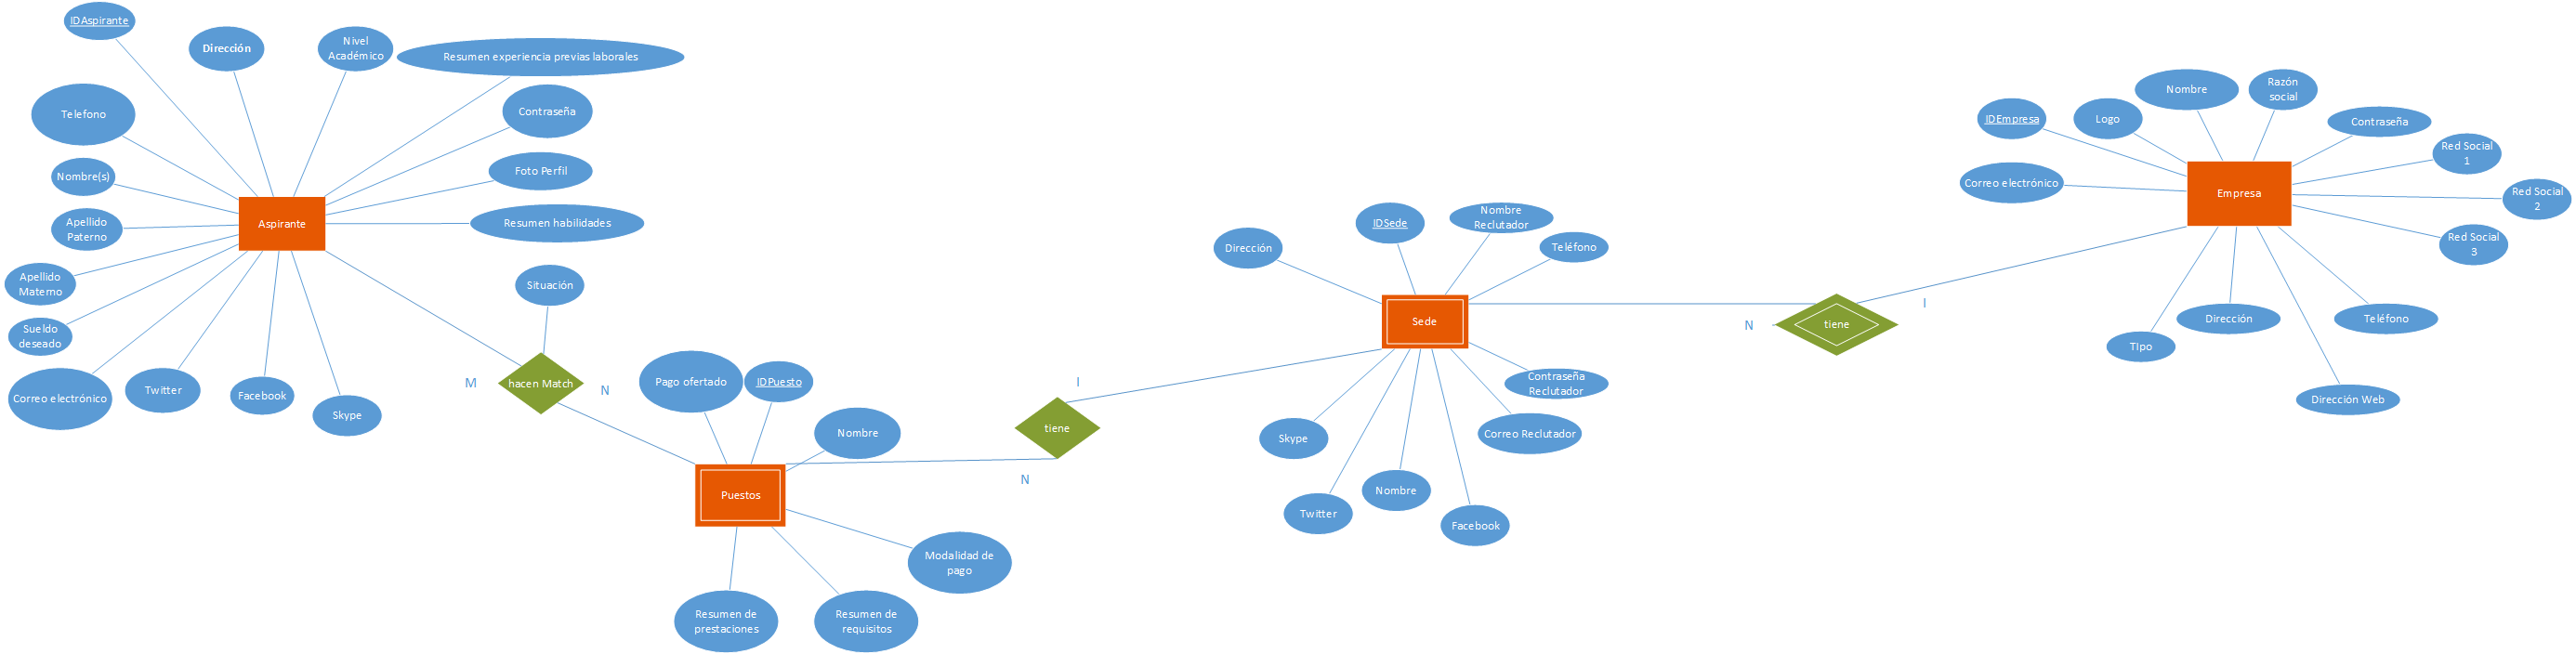 IDAspirante
Dirección
Nivel
Académico
Resumen experiencia previas laborales
Telefono
Contraseña
Nombre(s)
Foto Perfil
Apellido
Paterno
Aspirante
Resumen habilidades
Apellido
Materno
Situación
Sueldo
deseado
Correo electrónico
Twitter
Facebook
Skype
M
hacen Match
N
Pago ofertado
IDPuesto
Nombre
Puestos
Modalidad de
pago
Resumen de
prestaciones
Resumen de
requisitos
I
tiene
N
Dirección
IDSede
Nombre
Reclutador
Teléfono
Sede
Contraseña
Reclutador
Correo Reclutador
Skype
Twitter
Nombre
Facebook
N
tiene
I
IDEmpresa
Logo
Nombre
Razón
social
Contraseña
Red Social
1
Correo electrónico
Empresa
Red Social
2
Red Social
3
TIpo
Dirección
Teléfono
Dirección Web